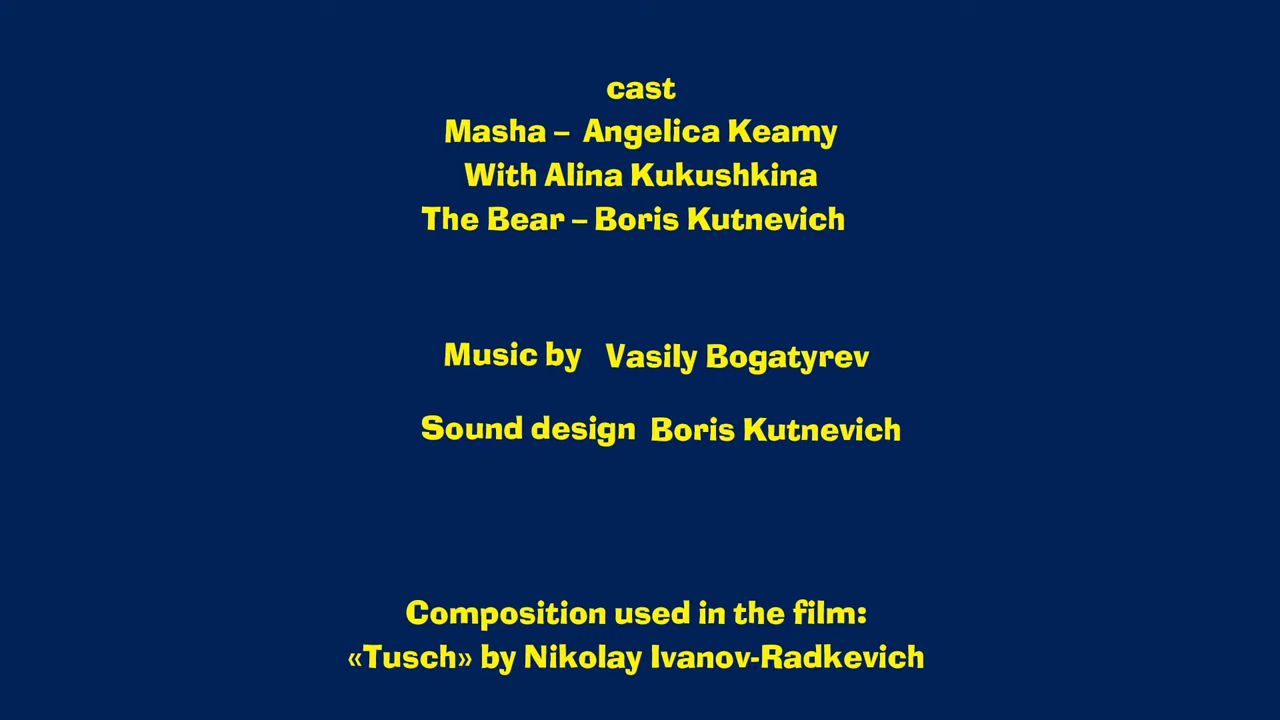 cast
Masha – Angelica Keamy
With Alina Kukushkina
The Bear – Boris Kutnevich
Music by Vasily Bogatyrev
Sound design Boris Kutnevich
Composition used in the film:
«Tusch» by Nikolay Ivanov-Radkevich